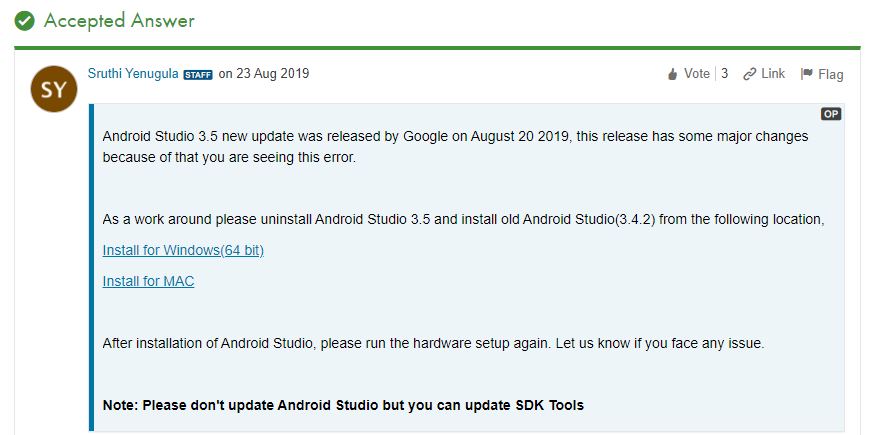 Accepted Answer
SY
Sruthi Yenugula STAFF on 23 Aug 2019
Vote 3 Link Flag
OP
Android Studio 3.5 new update was released by Google on August 20 2019, this release has some major changes
because of that you are seeing this error.
As a work around please uninstall Android Studio 3.5 and install old Android Studio(3.4.2) from the following location,
Install for Windows(64 bit)
Install for MAC
After installation of Android Studio, please run the hardware setup again. Let us know if you face any issue.
Note: Please don't update Android Studio but you can update SDK Tools